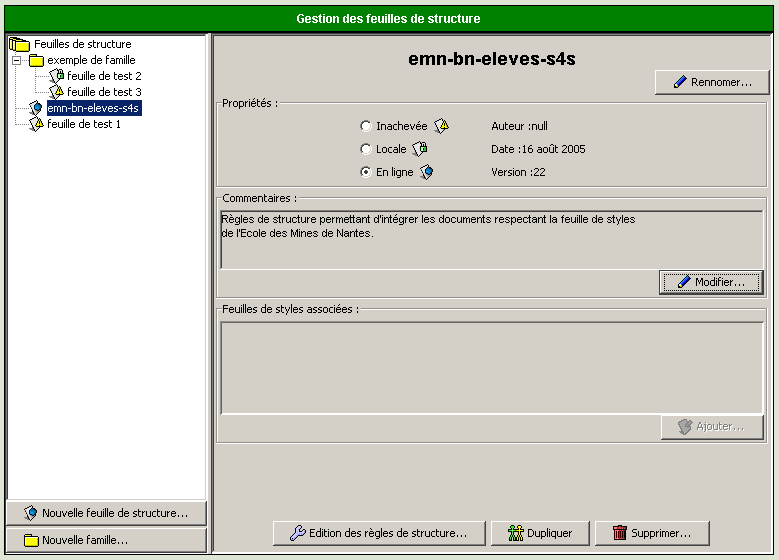 Gestion des feuilles de structure
Feuilles de structure
exemple de famille
feuille de test 2
feuille de test 3
emn-bn-eleves-s4s
feuille de test 1
Nouvelle feuille de structure...
Nouvelle famille...
emn-bn-eleves-s4s
Rennomer...
Propriétés :
Inachevée Auteur :null
Locale Date :16 août 2005
En ligne Version :22
Commentaires :
Règles de structure permettant d'intégrer les documents respectant la feuille de styles
de l'Ecole des Mines de Nantes.
Modifier...
Feuilles de styles associées :
Ajouter...
Edition des règles de structure... Dupliquer Supprimer...